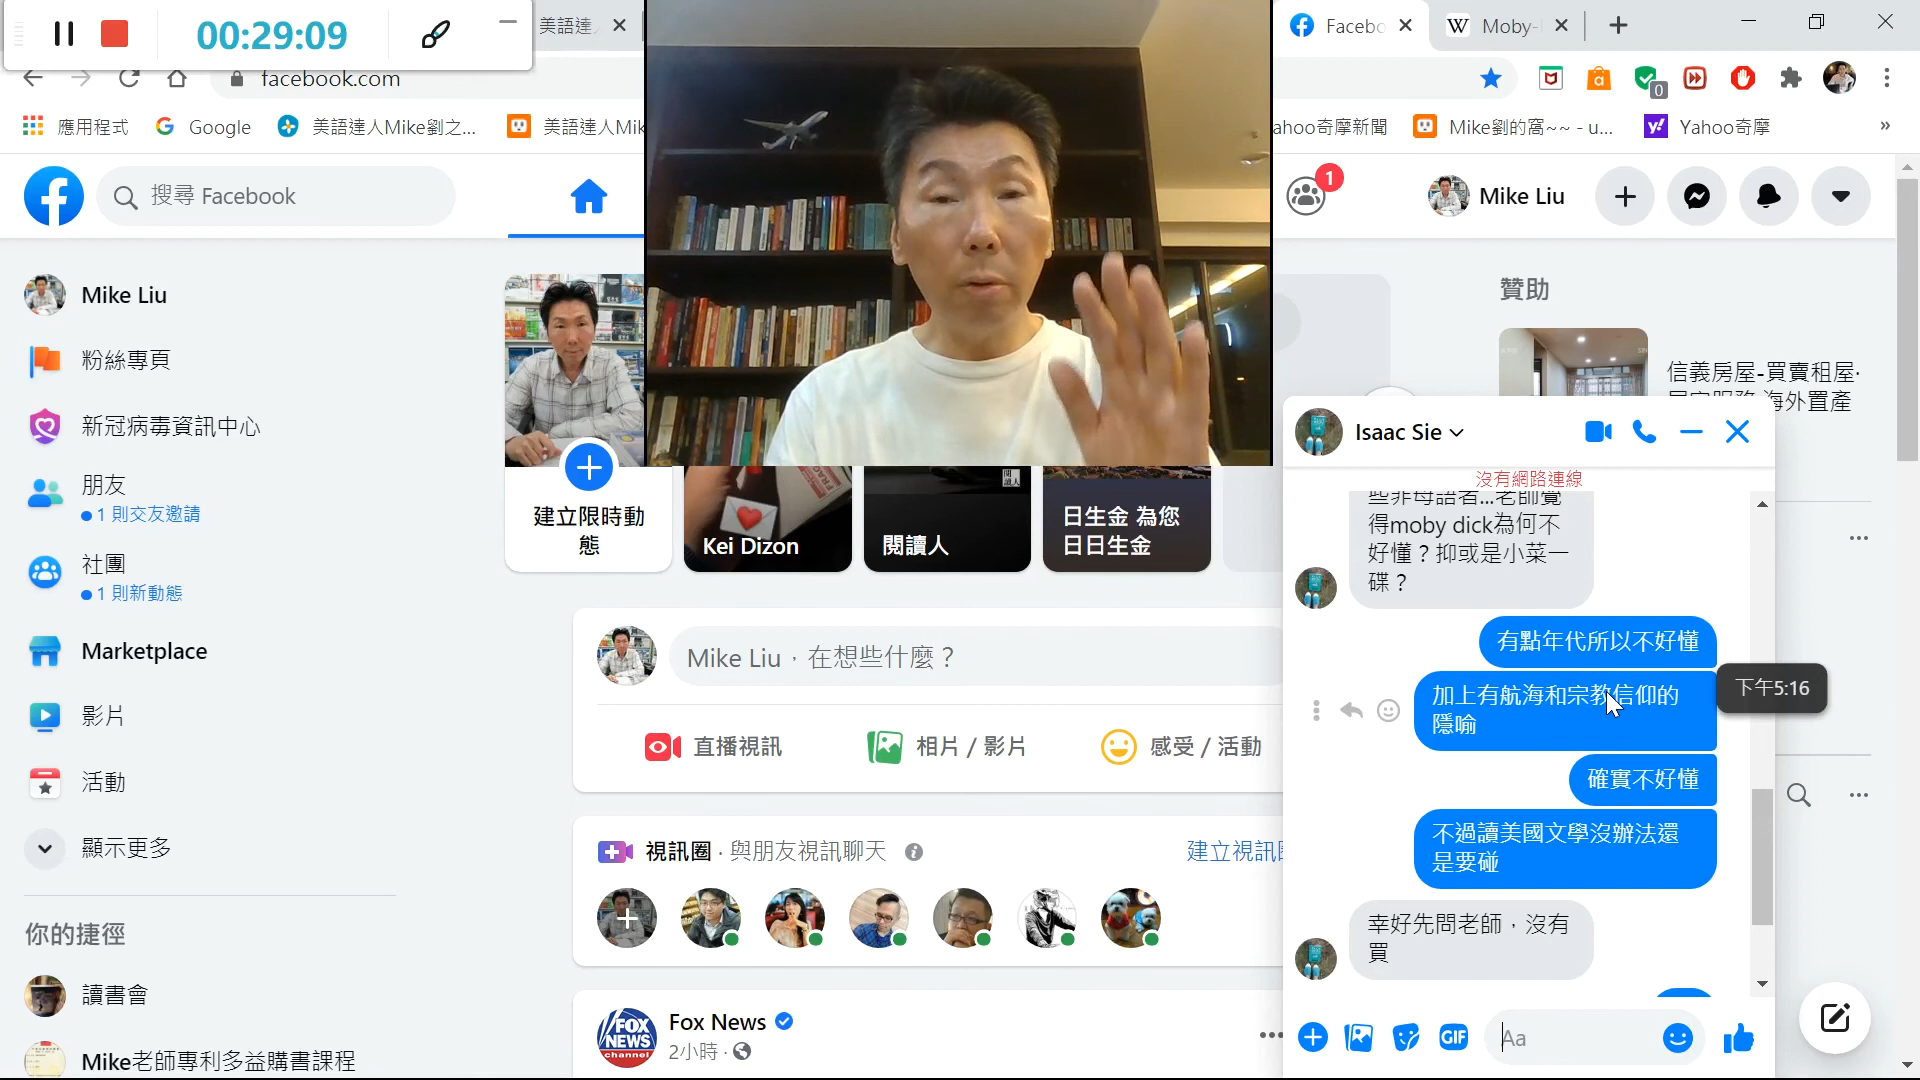 00:29:09
美語達
Facebo
Moby-
facebook.com
0
應用程式
Google
美語達人Mike劉之...
美語達人Mik
ahoo奇摩新聞
Mike劉的窩~~ - u...
Yahoo奇摩
搜尋 Facebook
1
Mike Liu
Mike Liu
粉絲專頁
新冠病毒資訊中心
朋友
1 則交友邀請
社團
1 則新動態
Marketplace
影片
活動
顯示更多
你的捷徑
讀書會
Mike老師專利多益購書課程
建立限時動
態
Kei Dizon
閱讀人
日生金 為您
日日生金
Mike Liu，在想些什麼？
直播視訊
相片 / 影片
感受 / 活動
視訊圈 · 與朋友視訊聊天
建立視訊
FOX
NEWS
channel
Fox News
2小時 ·
贊助
信義房屋-買賣租屋·
海外置產
Isaac Sie
沒有網路連線
些非母語者...老師覺
得moby dick為何不
好懂？抑或是小菜一
碟？
有點年代所以不好懂
加上有航海和宗教信仰的
隱喻
下午5:16
確實不好懂
不過讀美國文學沒辦法還
是要碰
幸好先問老師，沒有
買
GIF
Aa